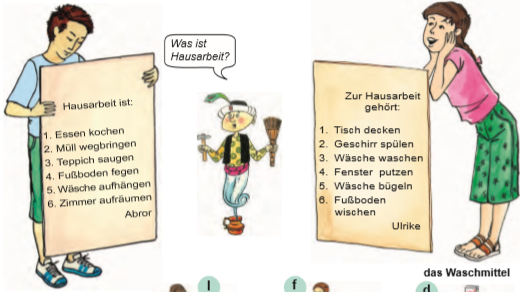 Was ist
Hausarbeit?
Hausarbeit ist:
1. Essen kochen
2. Müll wegbringen
3. Teppich saugen
4. Fußboden fegen
5. Wäsche aufhängen
6. Zimmer aufräumen
Abror
Zur Hausarbeit
gehört:
1. Tisch decken
2. Geschirr spülen
3. Wäsche waschen
4. Fenster putzen
5. Wäsche bügeln
6. Fußboden
wischen
Ulrike
das Waschmittel
l
f
d